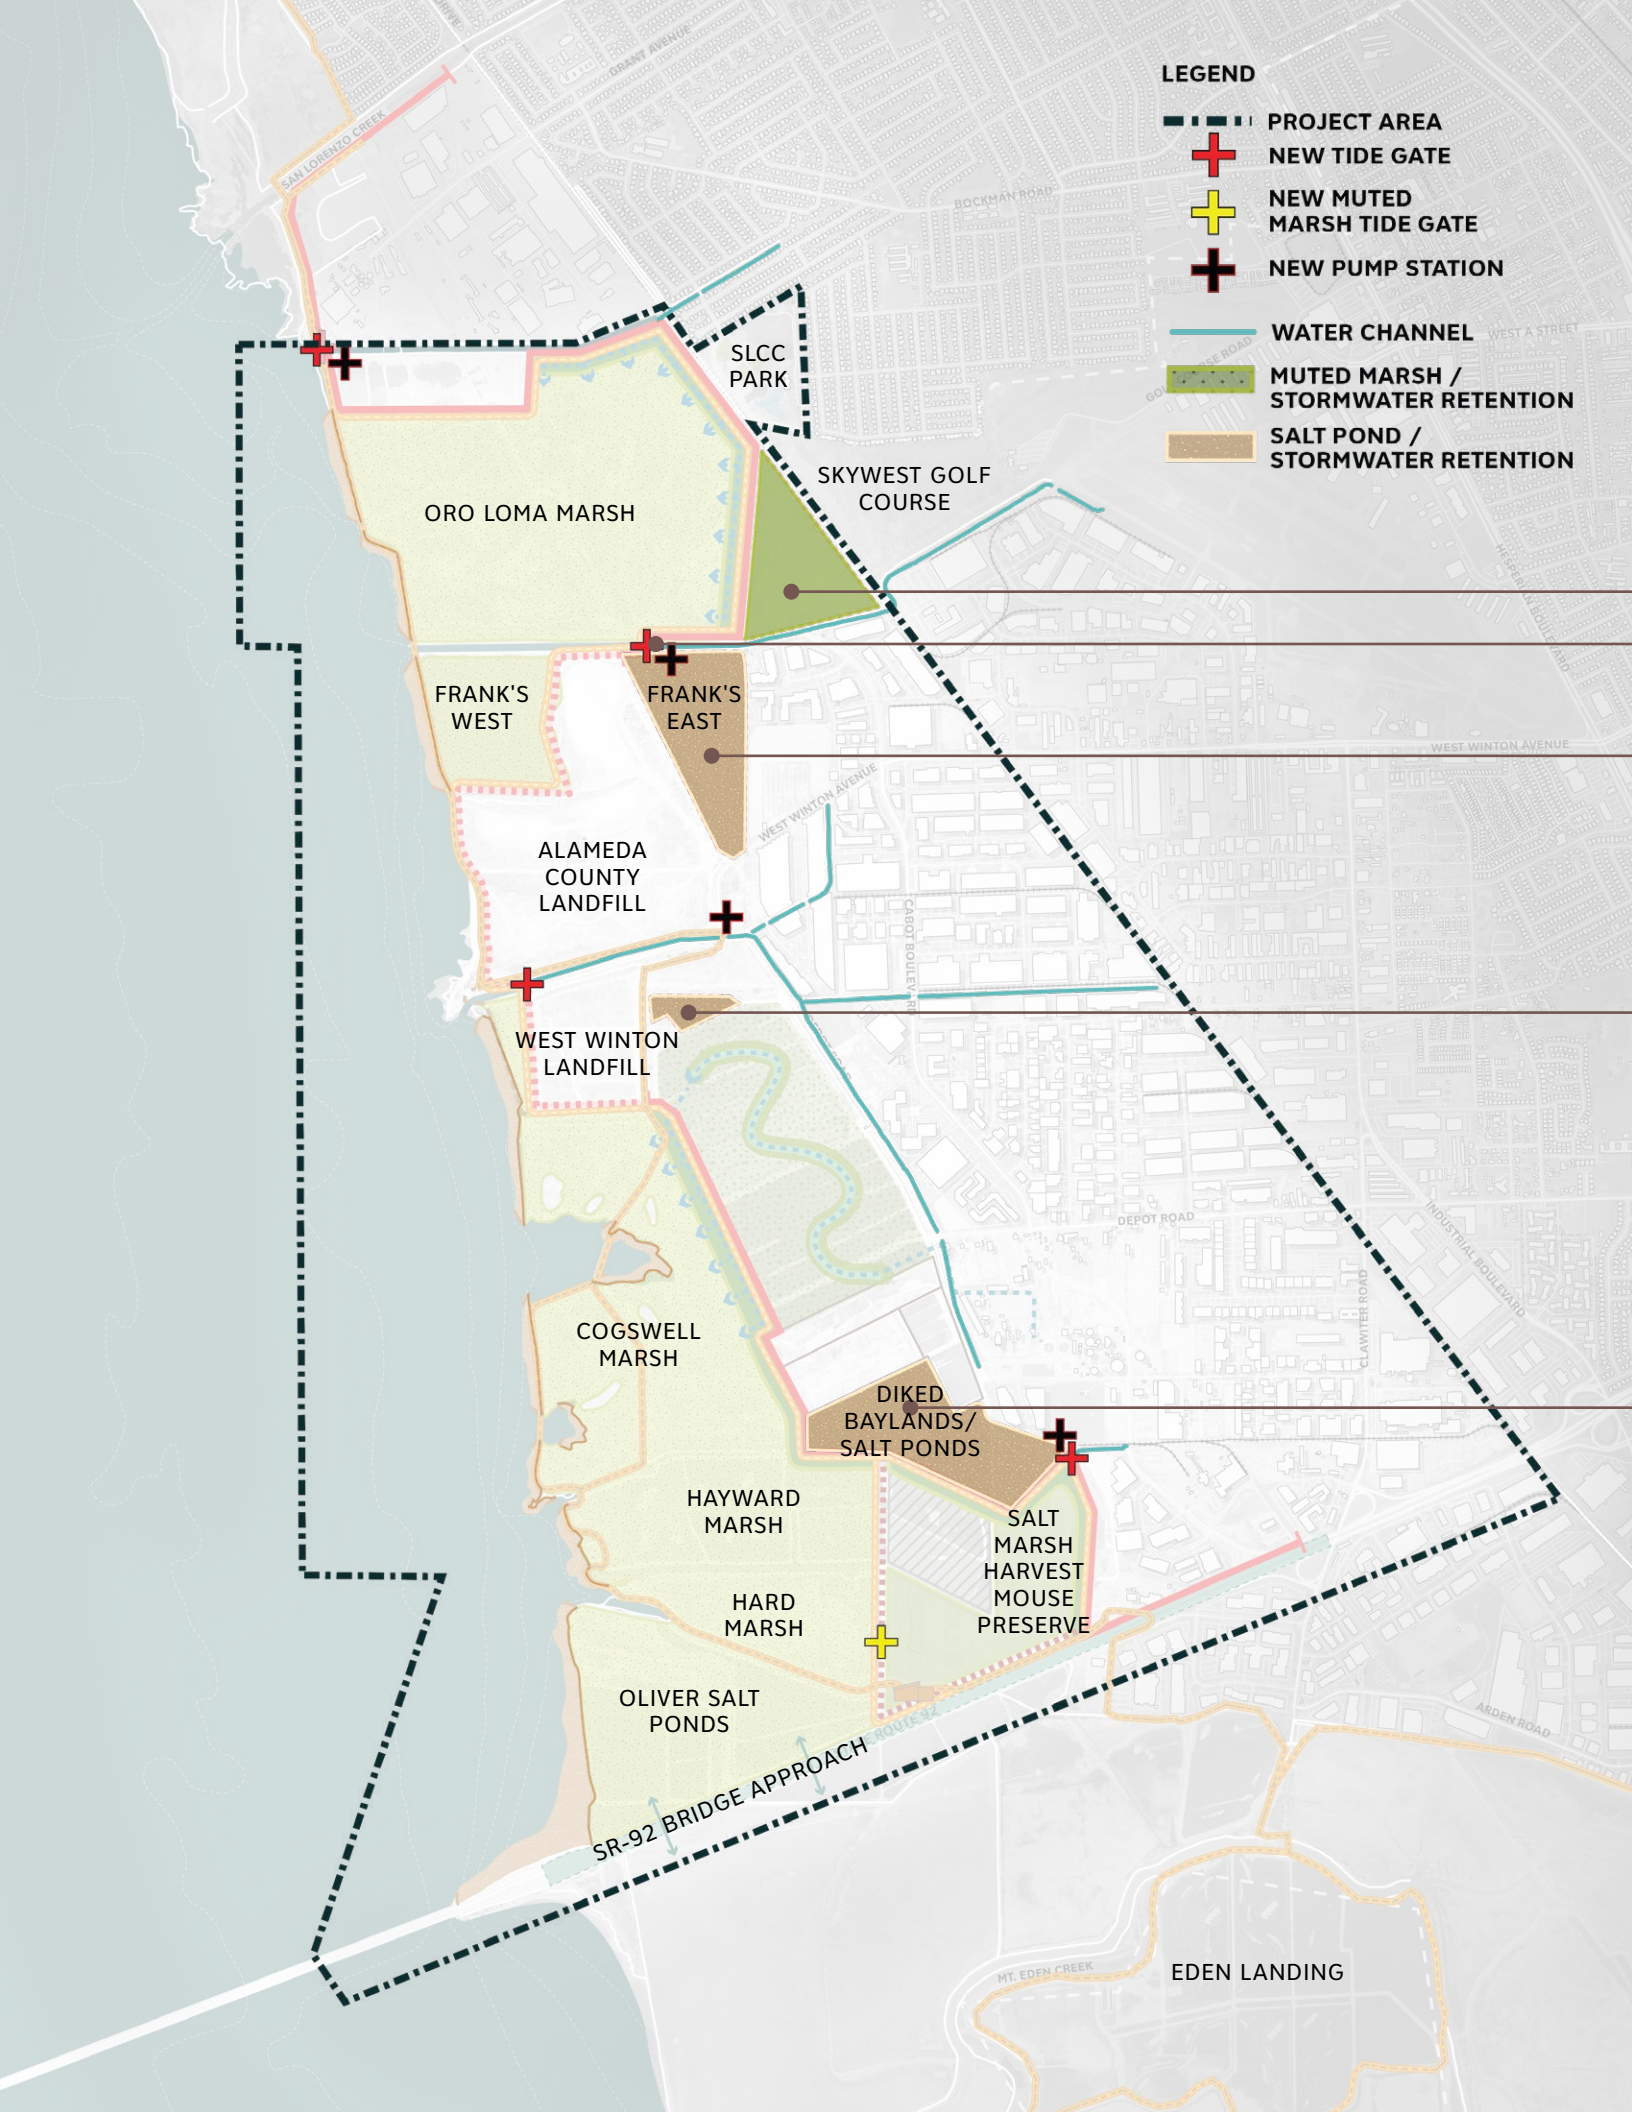 GRANT AVENUE
SAN LORENZO CREEK
BOCKMAN ROAD
LEGEND
PROJECT AREA
NEW TIDE GATE
NEW MUTED
MARSH TIDE GATE
NEW PUMP STATION
WATER CHANNEL
MUTED MARSH /
STORMWATER RETENTION
SALT POND /
STORMWATER RETENTION
WEST A STREET
SLCC
PARK
SKYWEST GOLF
COURSE
ORO LOMA MARSH
HESPERIAN BOULEVARD
FRANK'S
WEST
FRANK'S
EAST
WEST WINTON AVENUE
WEST WINTON AVENUE
ALAMEDA
COUNTY
LANDFILL
CABOT BOULEVARD
WEST WINTON
LANDFILL
DEPOT ROAD
INDUSTRIAL BOULEVARD
CLAWITER ROAD
COGSWELL
MARSH
DIKED
BAYLANDS/
SALT PONDS
HAYWARD
MARSH
SALT
MARSH
HARVEST
MOUSE
PRESERVE
HARD
MARSH
OLIVER SALT
PONDS
ROUTE 92
SR-92 BRIDGE APPROACH
ARDEN ROAD
MT. EDEN CREEK
EDEN LANDING